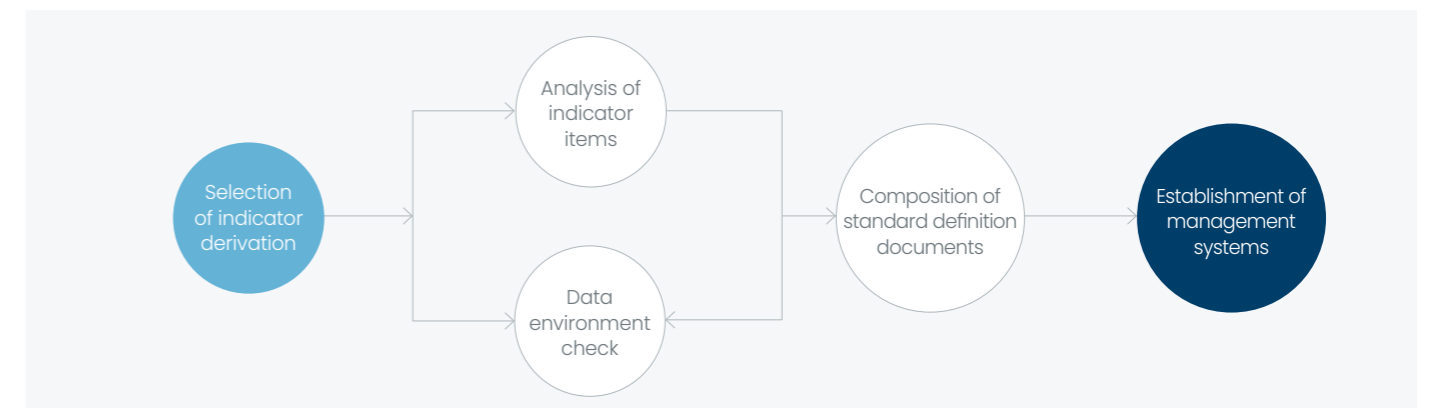 Selection
of indicator
derivation
Analysis of
indicator
items
Data
environment
check
Composition of
standard definition
documents
Establishment of
management
systems